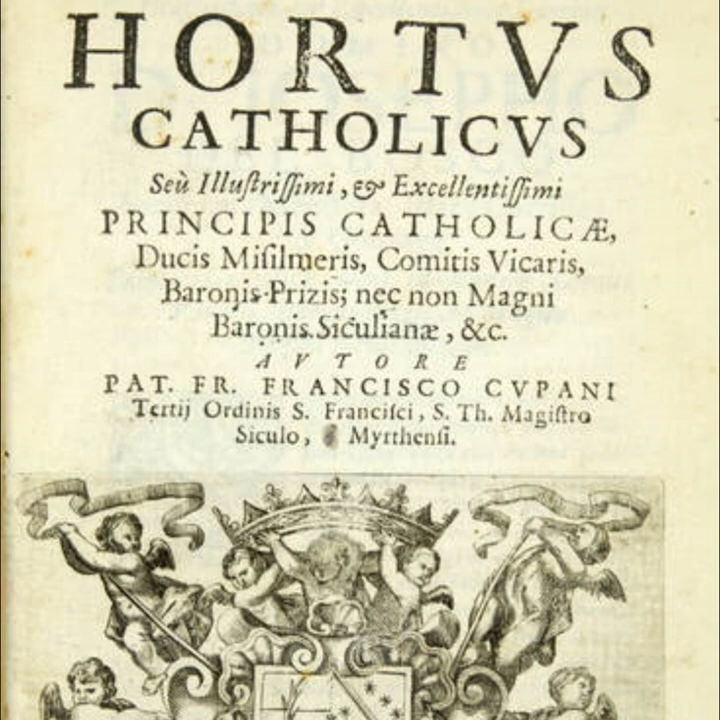 HORTVS
CATHOLICVS
Seù Illuſtriſſimi, & Excellentiſſimi
PRINCIPIS CATHOLICÆ,
Ducis Miſilmeris, Comitis Vicaris,
Baronis Prizis; nec non Magni
Baronis Siculianæ, &c.
AVTORE
PAT. FR. FRANCISCO CVPANI
Tertij Ordinis S. Franciſci, S. Th. Magiſtro
Siculo, Myrthenſi.